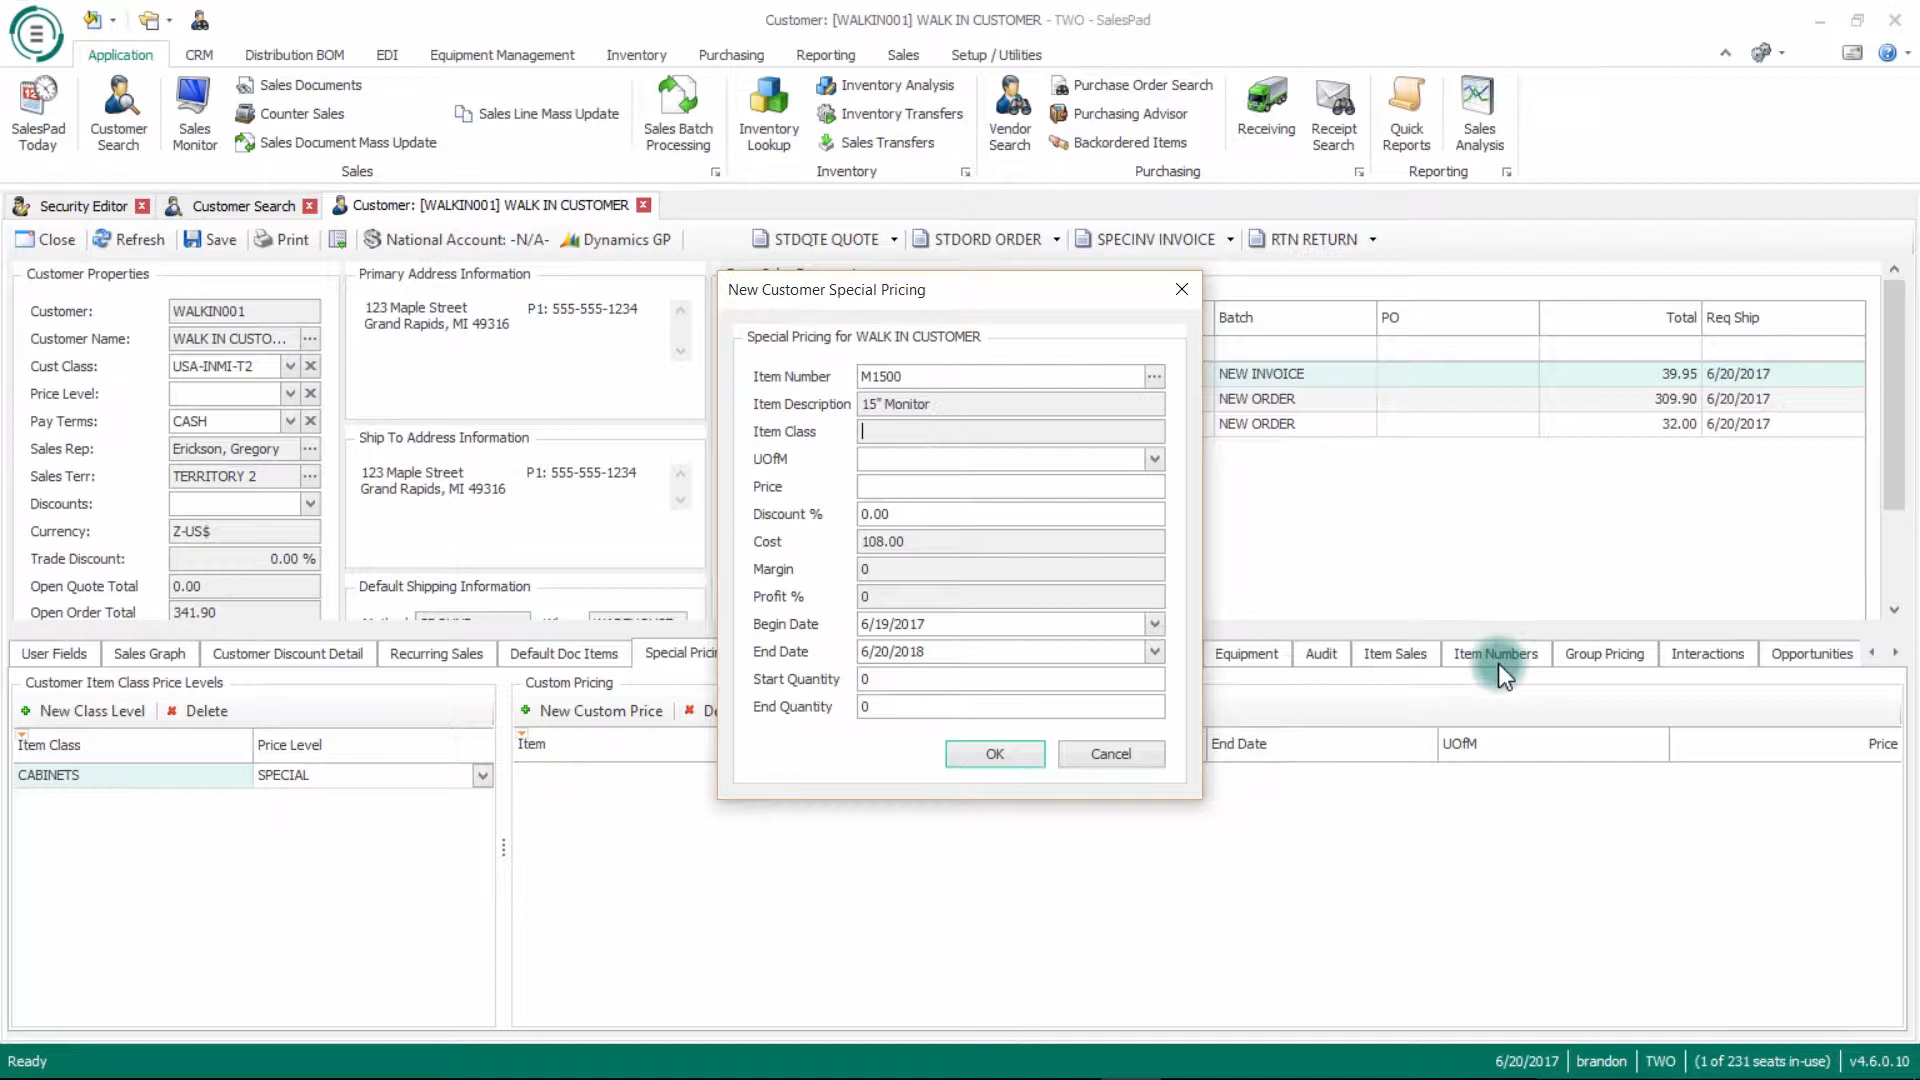 Customer: [WALKIN001] WALK IN CUSTOMER - TWO - SalesPad
Application CRM Distribution BOM EDI Equipment Management Inventory Purchasing Reporting Sales Setup / Utilities
SalesPad Today
Customer Search
Sales Monitor
Sales Documents
Counter Sales
Sales Document Mass Update
Sales Line Mass Update
Sales Batch Processing
Sales
Inventory Lookup
Inventory Analysis
Inventory Transfers
Sales Transfers
Inventory
Vendor Search
Purchase Order Search
Purchasing Advisor
Backordered Items
Receiving
Receipt Search
Purchasing
Quick Reports
Sales Analysis
Reporting
Security Editor Customer Search Customer: [WALKIN001] WALK IN CUSTOMER
Close Refresh Save Print National Account: -N/A- Dynamics GP STDQTE QUOTE STDORD ORDER SPECINV INVOICE RTN RETURN
Customer Properties
Customer: WALKIN001
Customer Name: WALK IN CUSTO...
Cust Class: USA-INMI-T2
Price Level:
Pay Terms: CASH
Sales Rep: Erickson, Gregory
Sales Terr: TERRITORY 2
Discounts:
Currency: Z-US$
Trade Discount: 0.00 %
Open Quote Total 0.00
Open Order Total 341.90
Primary Address Information
123 Maple Street P1: 555-555-1234
Grand Rapids, MI 49316
Ship To Address Information
123 Maple Street P1: 555-555-1234
Grand Rapids, MI 49316
Default Shipping Information
New Customer Special Pricing
Special Pricing for WALK IN CUSTOMER
Item Number M1500
Item Description 15" Monitor
Item Class
UOfM
Price
Discount % 0.00
Cost 108.00
Margin 0
Profit % 0
Begin Date 6/19/2017
End Date 6/20/2018
Start Quantity 0
End Quantity 0
OK Cancel
Batch PO Total Req Ship
NEW INVOICE 39.95 6/20/2017
NEW ORDER 309.90 6/20/2017
NEW ORDER 32.00 6/20/2017
User Fields Sales Graph Customer Discount Detail Recurring Sales Default Doc Items Special Prici Equipment Audit Item Sales Item Numbers Group Pricing Interactions Opportunities
Customer Item Class Price Levels
New Class Level Delete
Item Class Price Level
CABINETS SPECIAL
Custom Pricing
New Custom Price De
Item End Date UOfM Price
Ready 6/20/2017 brandon TWO (1 of 231 seats in-use) v4.6.0.10